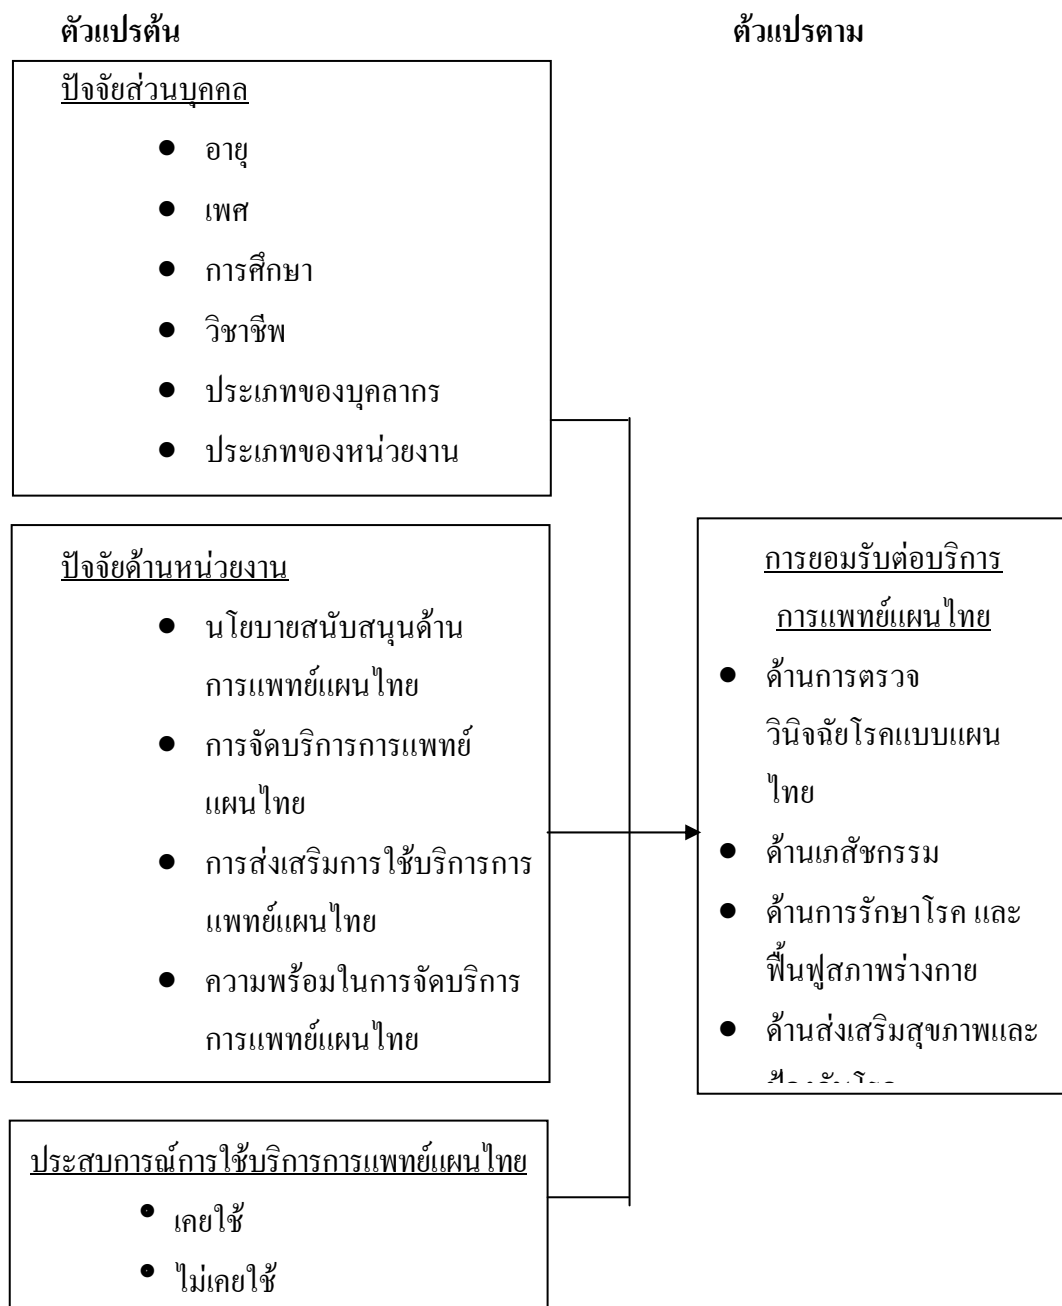 ตัวแปรต้น
ต้วแปรตาม
ปัจจัยส่วนบุคคล
● อายุ
● เพศ
● การศึกษา
● วิชาชีพ
● ประเภทของบุคลากร
● ประเภทของหน่วยงาน
ปัจจัยด้านหน่วยงาน
● นโยบายสนับสนุนด้าน
การแพทย์แผนไทย
● การจัดบริการการแพทย์
แผนไทย
● การส่งเสริมการใช้บริการการ
แพทย์แผนไทย
● ความพร้อมในการจัดบริการ
การแพทย์แผนไทย
ประสบการณ์การใช้บริการการแพทย์แผนไทย
● เคยใช้
● ไม่เคยใช้
การยอมรับต่อบริการ
การแพทย์แผนไทย
● ด้านการตรวจ
วินิจฉัยโรคแบบแผน
ไทย
● ด้านเภสัชกรรม
● ด้านการรักษาโรค และ
ฟื้นฟูสภาพร่างกาย
● ด้านส่งเสริมสุขภาพและ